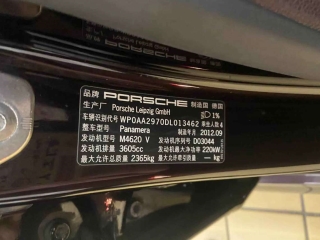 品牌 PORSCHE 制造国 德国
生产厂 Porsche Leipzig GmbH 1%
车辆识别代号 WP0AA2970DL013462 乘坐人数 4
整车型号 Panamera 制造年月 2012.09
发动机型号 M4620 V 发动机序列号 D03044
发动机排量 3605cc 发动机最大净功率 220kW
最大允许总质量 2365kg 最大允许牵总质量 — kg